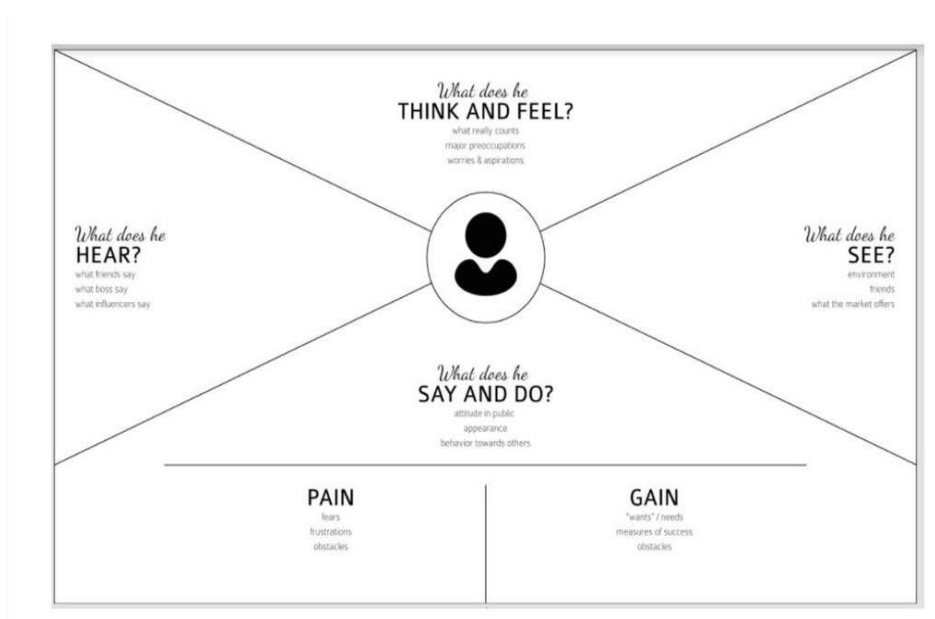 What does he
THINK AND FEEL?
what really counts
major preoccupations
worries & aspirations
What does he
HEAR?
what friends say
what boss say
what influencers say
What does he
SEE?
environment
friends
what the market offers
What does he
SAY AND DO?
attitude in public
appearance
behavior towards others
PAIN
fears
frustrations
obstacles
GAIN
"wants" / needs
measures of success
obstacles